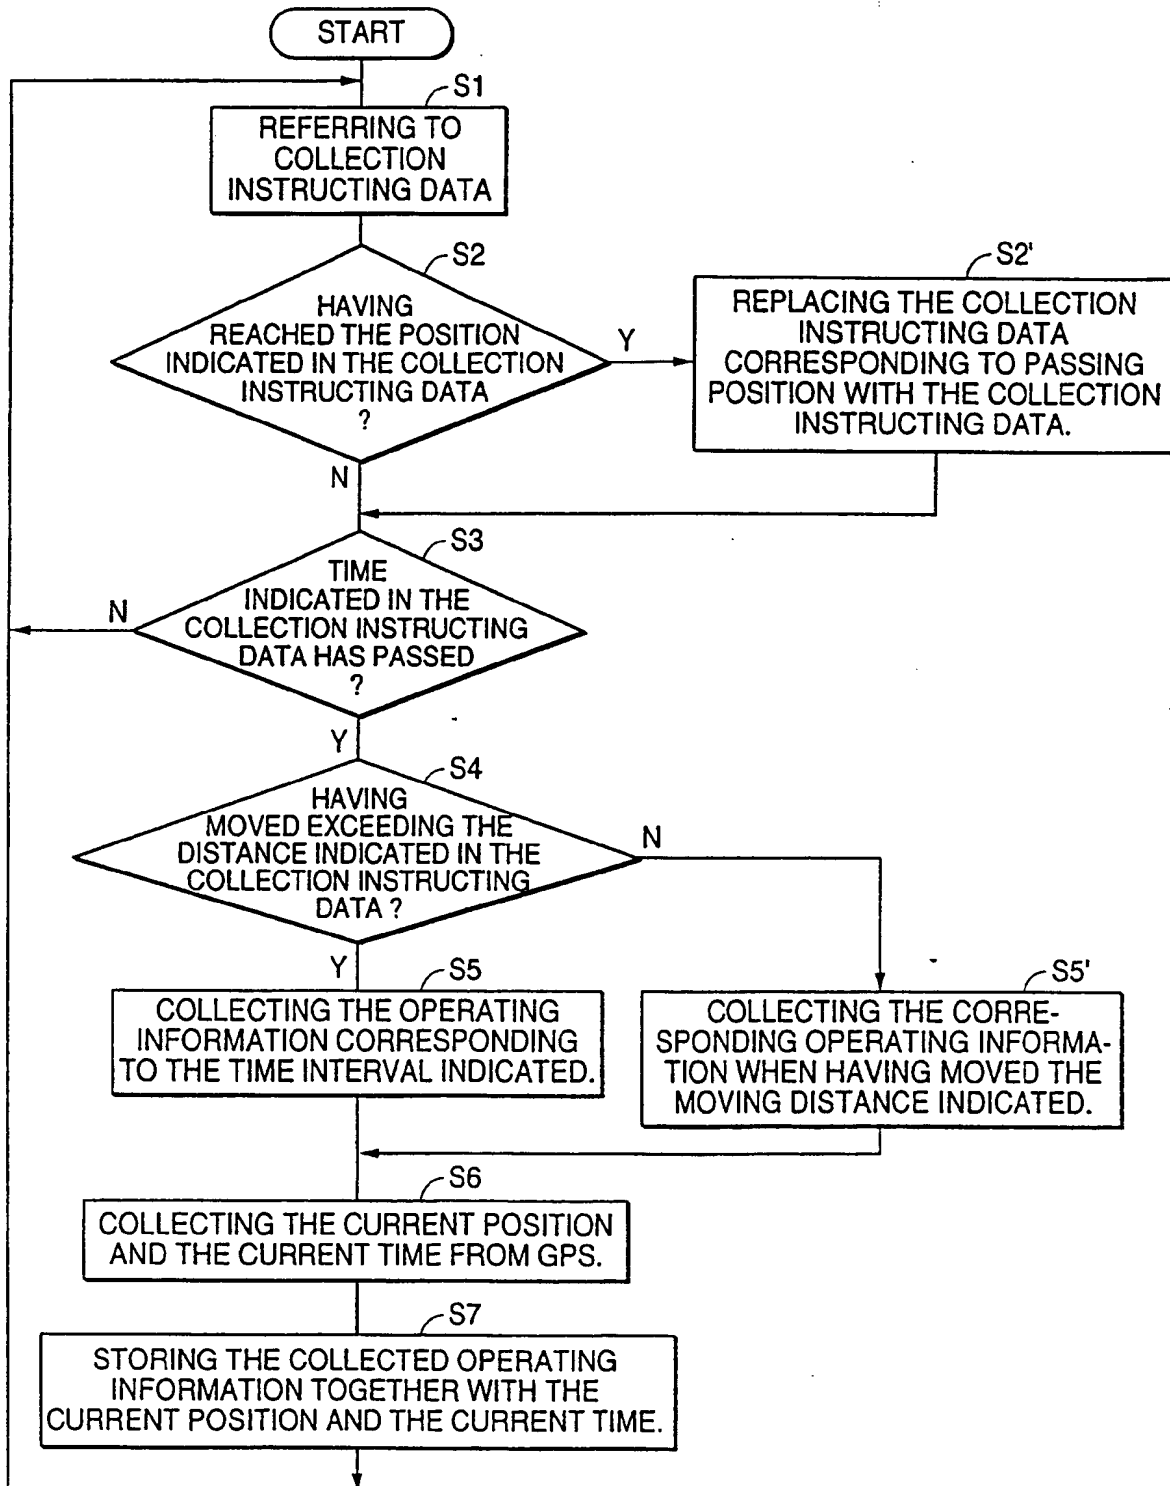 START
S1
REFERRING TO
COLLECTION
INSTRUCTING DATA
S2
HAVING
REACHED THE POSITION
INDICATED IN THE COLLECTION
INSTRUCTING DATA
?
Y
S2'
REPLACING THE COLLECTION
INSTRUCTING DATA
CORRESPONDING TO PASSING
POSITION WITH THE COLLECTION
INSTRUCTING DATA.
N
S3
TIME
INDICATED IN THE
COLLECTION INSTRUCTING
DATA HAS PASSED
?
N
Y
S4
HAVING
MOVED EXCEEDING THE
DISTANCE INDICATED IN THE
COLLECTION INSTRUCTING
DATA ?
N
Y
S5
COLLECTING THE OPERATING
INFORMATION CORRESPONDING
TO THE TIME INTERVAL INDICATED.
S5'
COLLECTING THE CORRE-
SPONDING OPERATING INFORMA-
TION WHEN HAVING MOVED THE
MOVING DISTANCE INDICATED.
S6
COLLECTING THE CURRENT POSITION
AND THE CURRENT TIME FROM GPS.
S7
STORING THE COLLECTED OPERATING
INFORMATION TOGETHER WITH THE
CURRENT POSITION AND THE CURRENT TIME.